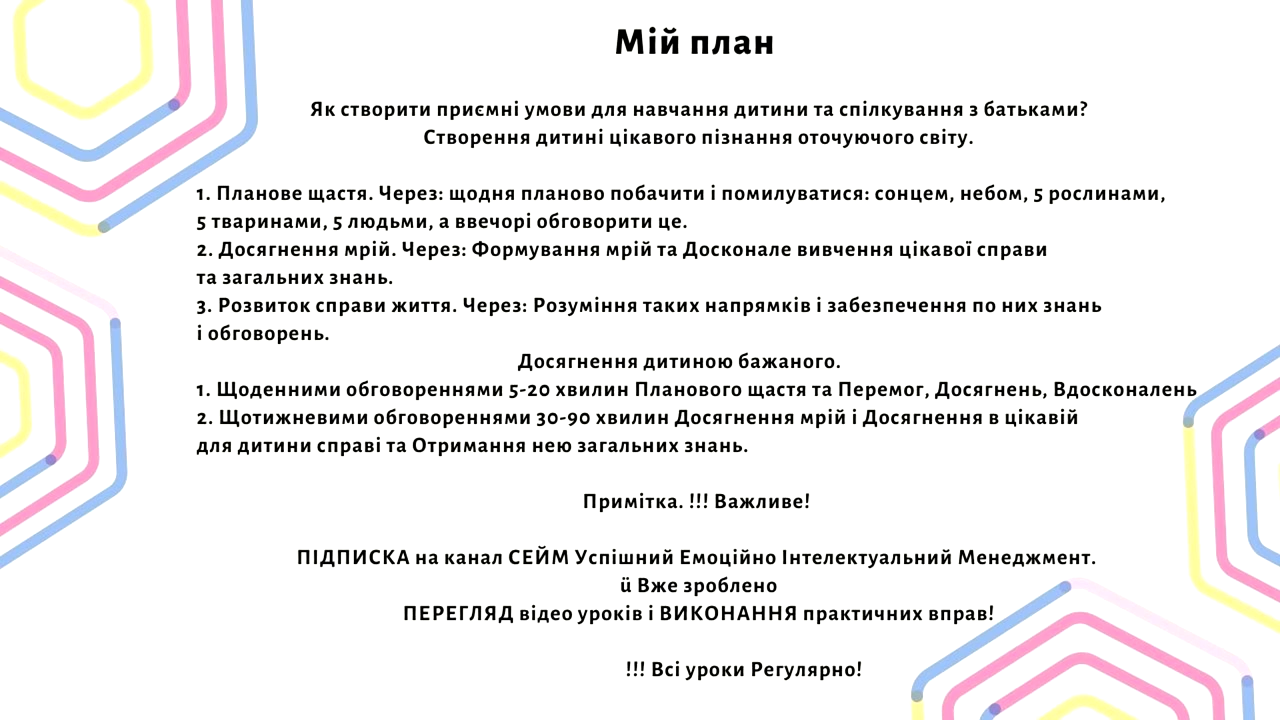 Мій план
Як створити приємні умови для навчання дитини та спілкування з батьками?
Створення дитині цікавого пізнання оточуючого світу.
1. Планове щастя. Через: щодня планово побачити і помилуватися: сонцем, небом, 5 рослинами,
5 тваринами, 5 людьми, а ввечорі обговорити це.
2. Досягнення мрій. Через: Формування мрій та Досконале вивчення цікавої справи
та загальних знань.
3. Розвиток справи життя. Через: Розуміння таких напрямків і забезпечення по них знань
і обговорень.
Досягнення дитиною бажаного.
1. Щоденними обговореннями 5-20 хвилин Планового щастя та Перемог, Досягнень, Вдосконалень
2. Щотижневими обговореннями 30-90 хвилин Досягнення мрій і Досягнення в цікавій
для дитини справі та Отримання нею загальних знань.
Примітка. !!! Важливе!
ПІДПИСКА на канал СЕЙМ Успішний Емоційно Інтелектуальний Менеджмент.
ü Вже зроблено
ПЕРЕГЛЯД відео уроків і ВИКОНАННЯ практичних вправ!
!!! Всі уроки Регулярно!